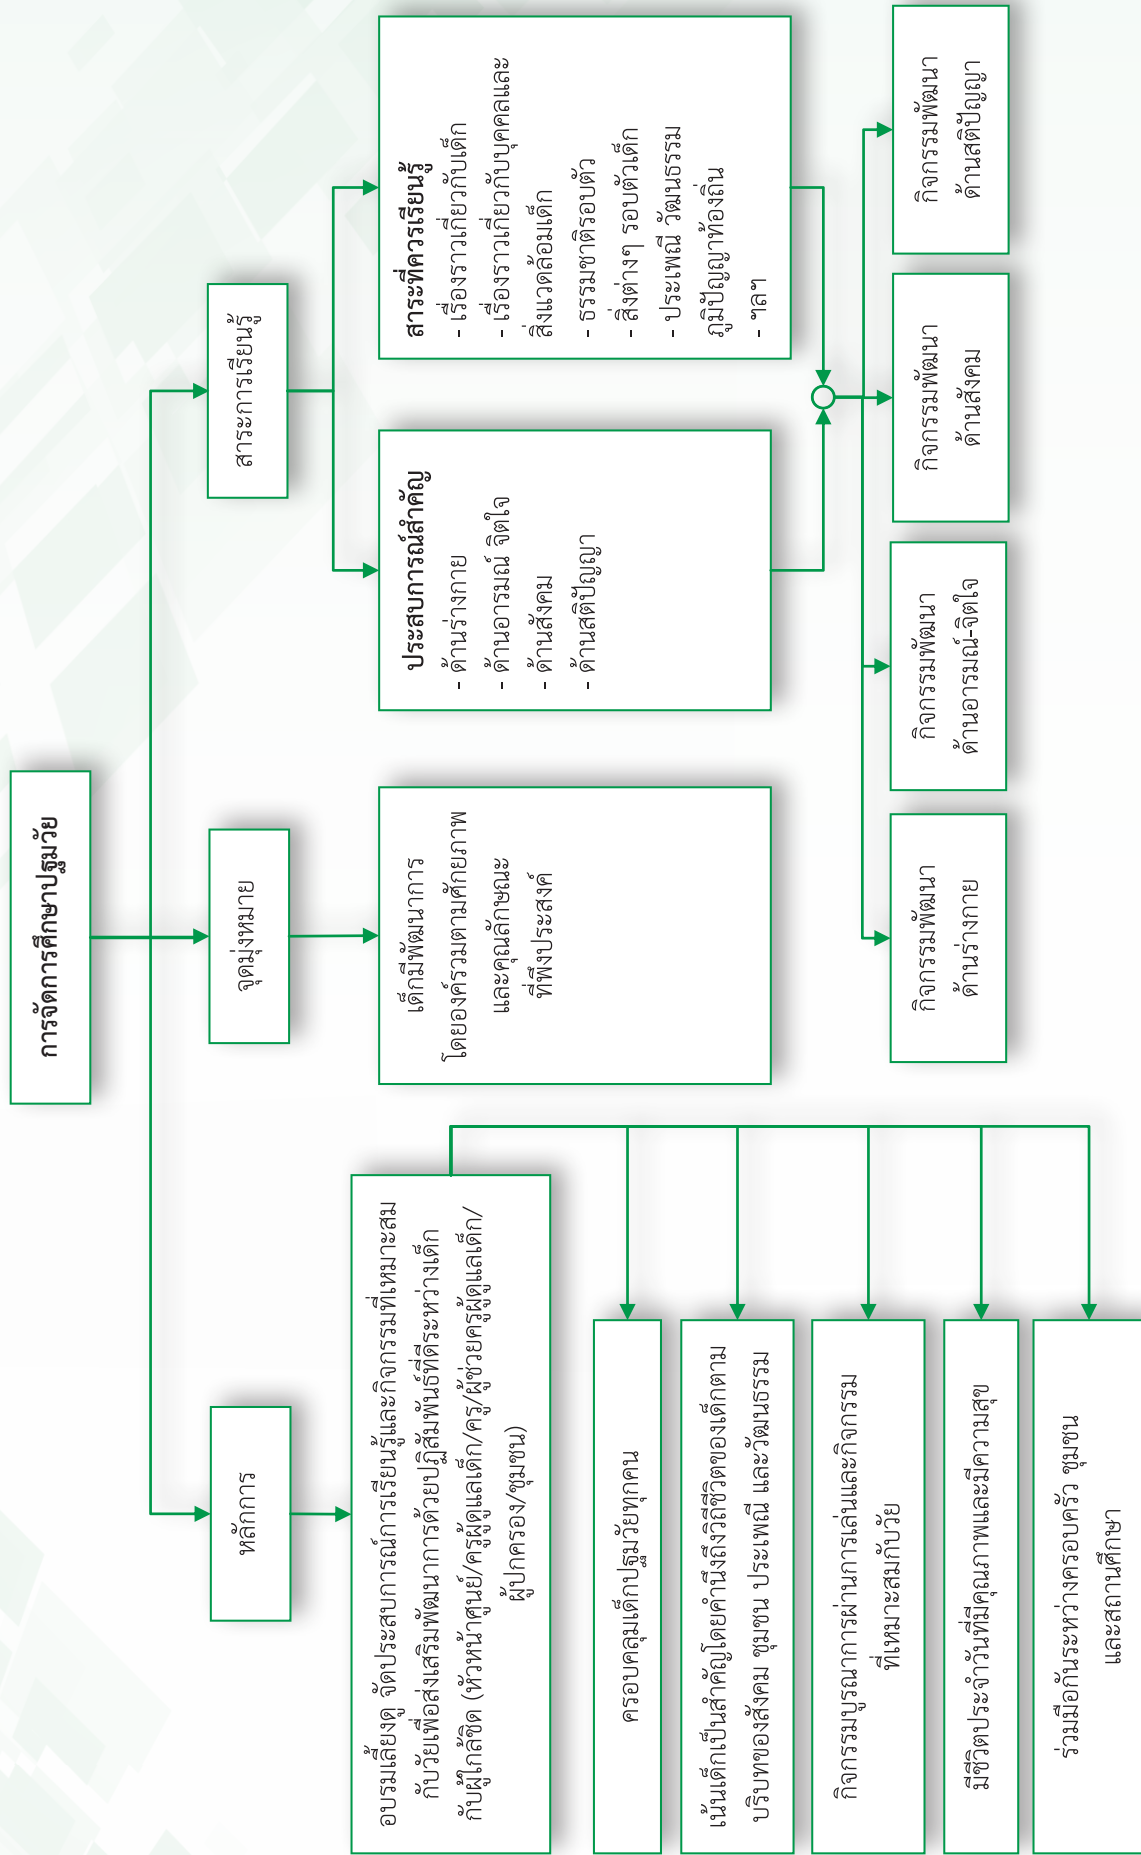 การจัดการศึกษาปฐมวัย
หลักการ
จุดมุ่งหมาย
สาระการเรียนรู้
อบรมเลี้ยงดู จัดประสบการณ์การเรียนรู้และกิจกรรมที่เหมาะสม
กับวัยเพื่อส่งเสริมพัฒนาการด้วยปฏิสัมพันธ์ที่ดีระหว่างเด็ก
กับผู้ใกล้ชิด (หัวหน้าศูนย์/ครูผู้ดูแลเด็ก/ครู/ผู้ช่วยครูผู้ดูแลเด็ก/
ผู้ปกครอง/ชุมชน)
ครอบคลุมเด็กปฐมวัยทุกคน
เน้นเด็กเป็นสำคัญโดยคำนึงถึงวิถีชีวิตของเด็กตาม
บริบทของสังคม ชุมชน ประเพณี และวัฒนธรรม
กิจกรรมบูรณาการผ่านการเล่นและกิจกรรม
ที่เหมาะสมกับวัย
มีชีวิตประจำวันที่มีคุณภาพและมีความสุข
ร่วมมือกันระหว่างครอบครัว ชุมชน
และสถานศึกษา
เด็กมีพัฒนาการ
โดยองค์รวมตามศักยภาพ
และคุณลักษณะ
ที่พึงประสงค์
ประสบการณ์สำคัญ
- ด้านร่างกาย
- ด้านอารมณ์ จิตใจ
- ด้านสังคม
- ด้านสติปัญญา
สาระที่ควรเรียนรู้
- เรื่องราวเกี่ยวกับเด็ก
- เรื่องราวเกี่ยวกับบุคคลและ
สิ่งแวดล้อมเด็ก
- ธรรมชาติรอบตัว
- สิ่งต่างๆ รอบตัวเด็ก
- ประเพณี วัฒนธรรม
ภูมิปัญญาท้องถิ่น
- ฯลฯ
กิจกรรมพัฒนา
ด้านร่างกาย
กิจกรรมพัฒนา
ด้านอารมณ์-จิตใจ
กิจกรรมพัฒนา
ด้านสังคม
กิจกรรมพัฒนา
ด้านสติปัญญา